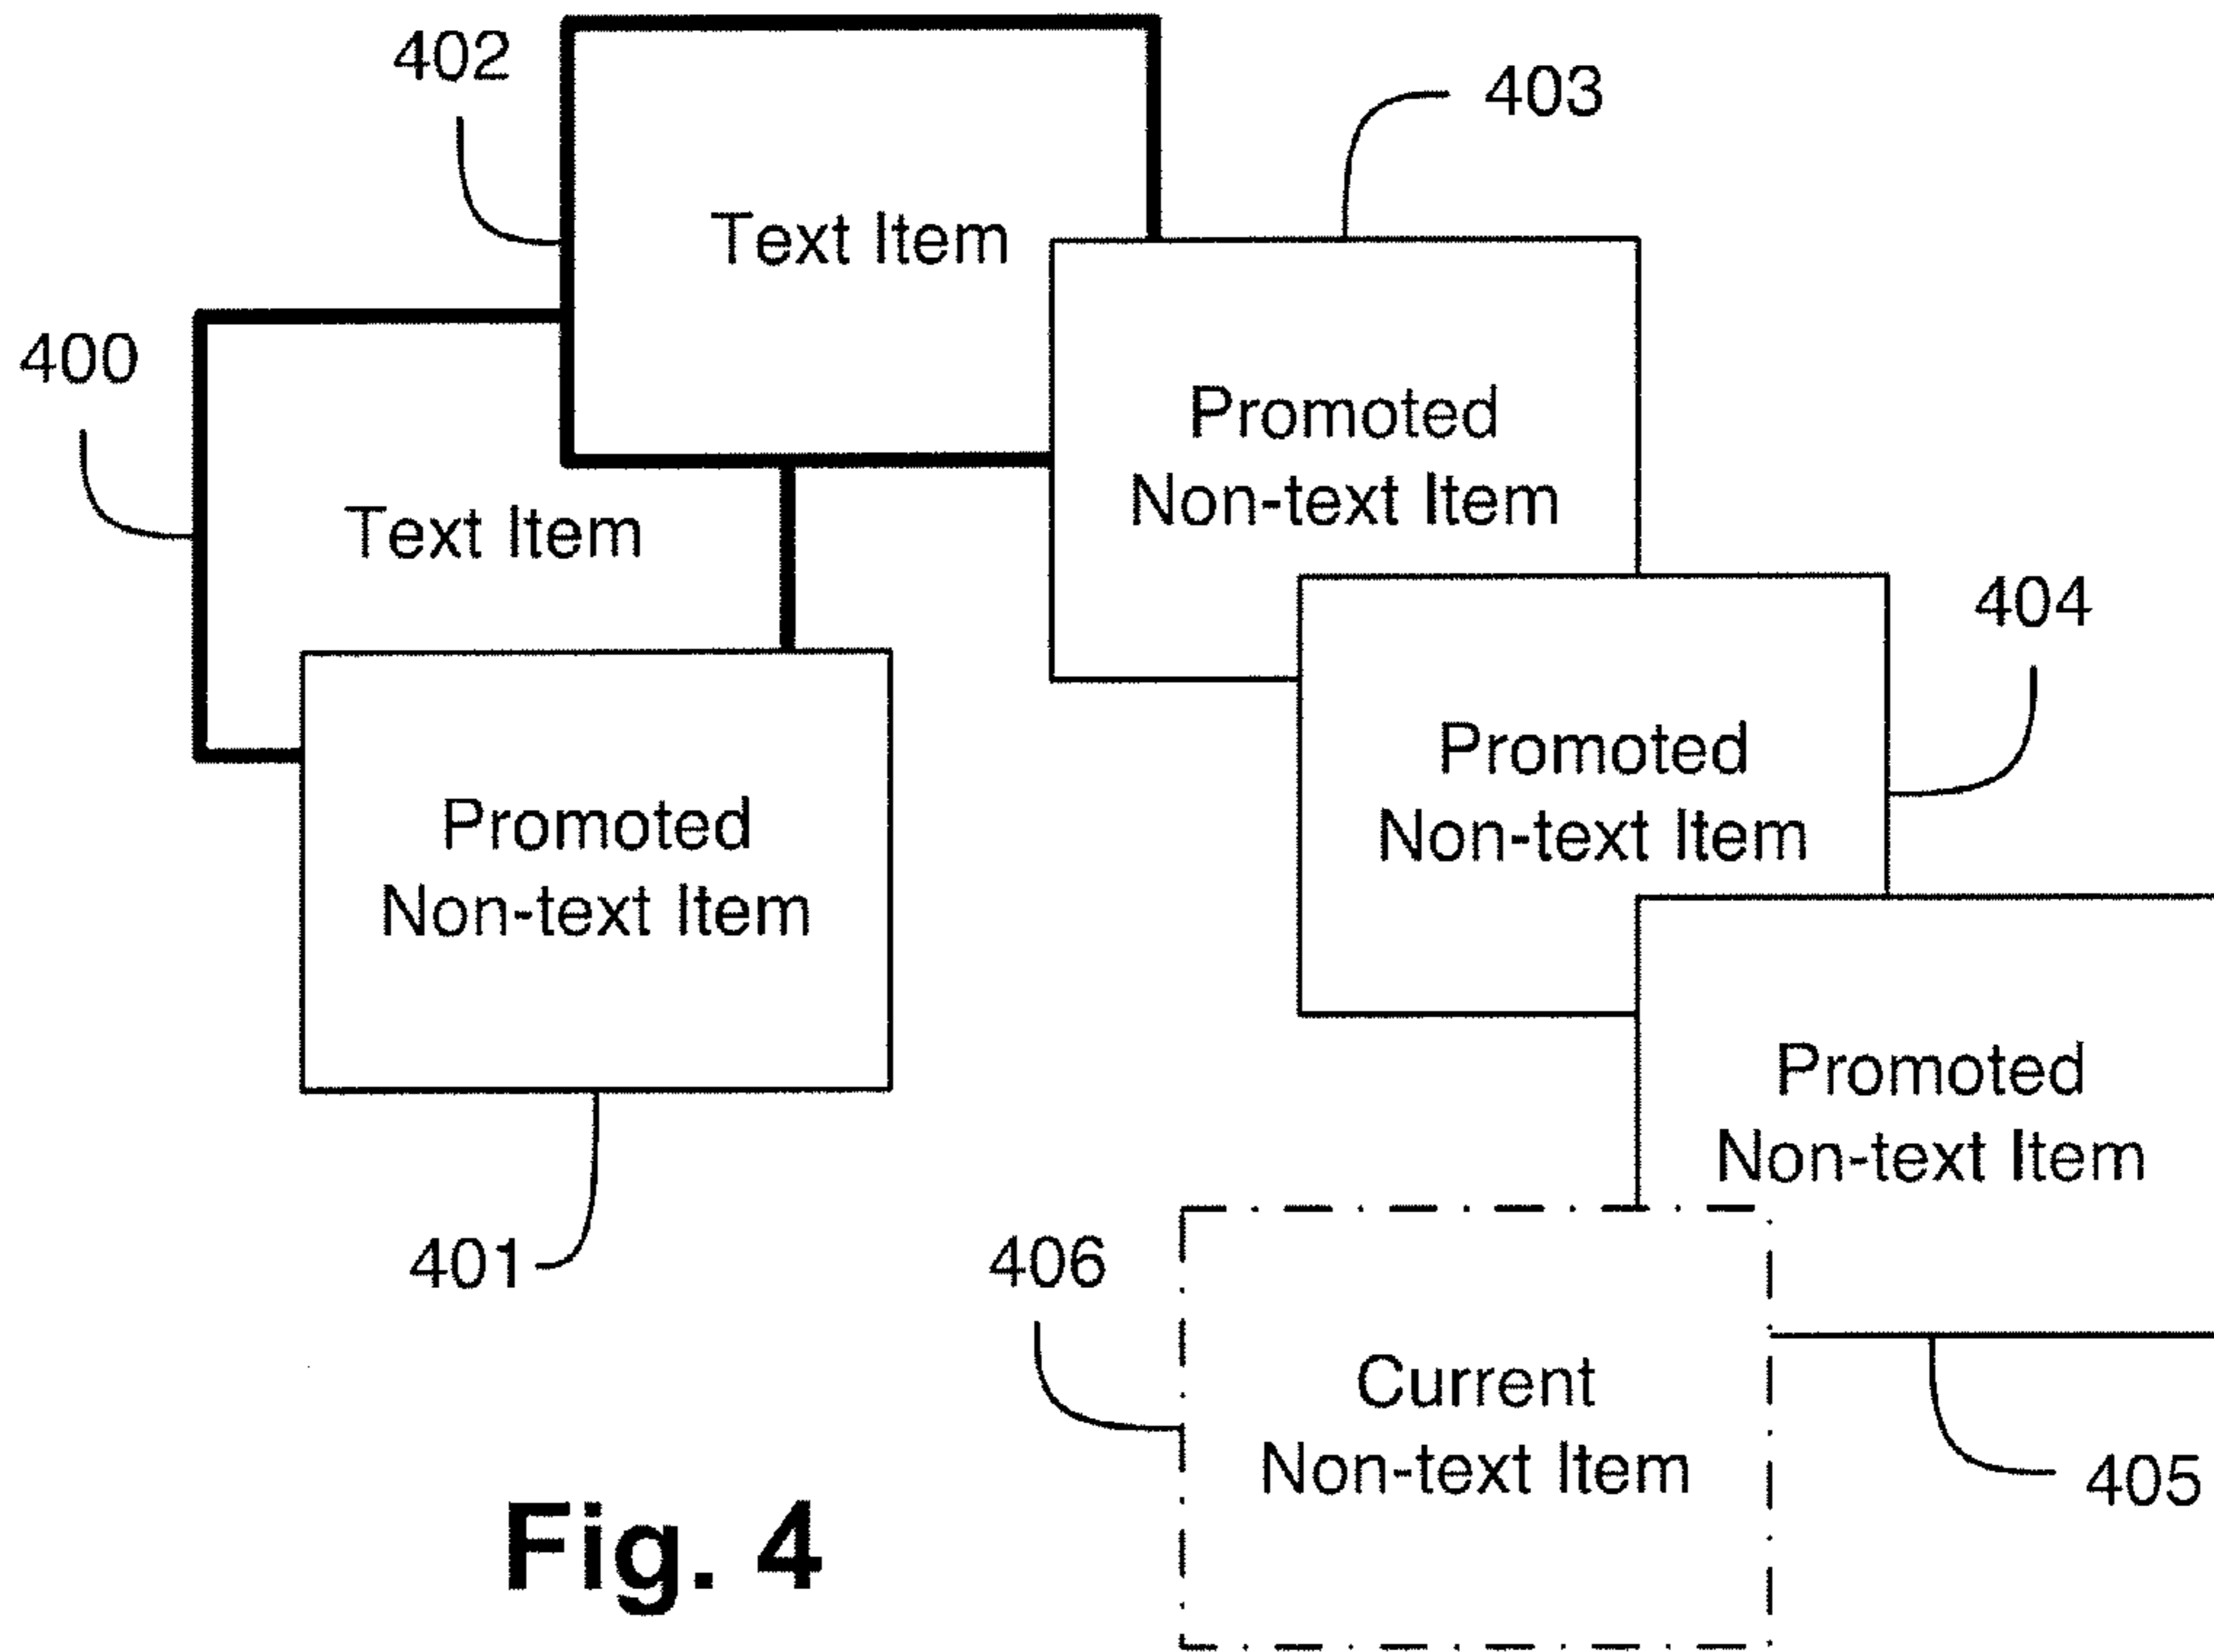 402
403
Text Item
400
Promoted
Non-text Item
Text Item
404
Promoted
Non-text Item
Promoted
Non-text Item
Promoted
Non-text Item
401
406
Current
Non-text Item
405
Fig. 4